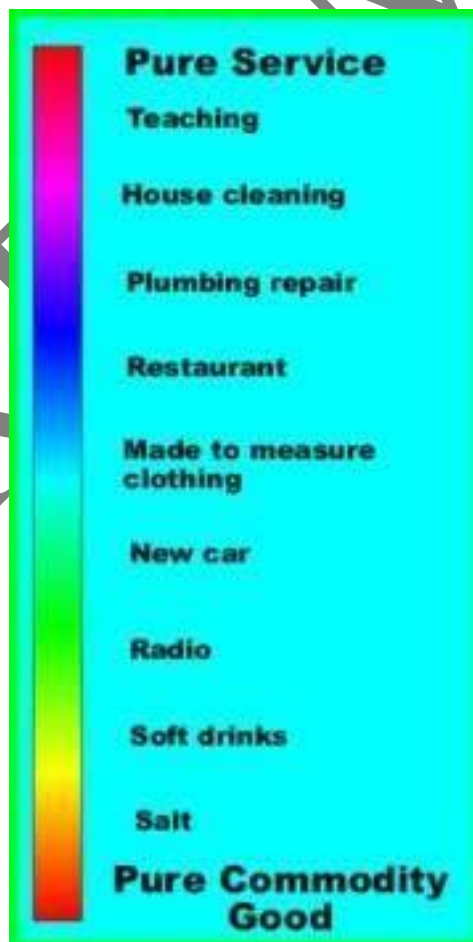 Pure Service
Teaching
House cleaning
Plumbing repair
Restaurant
Made to measure
clothing
New car
Radio
Soft drinks
Salt
Pure Commodity
Good